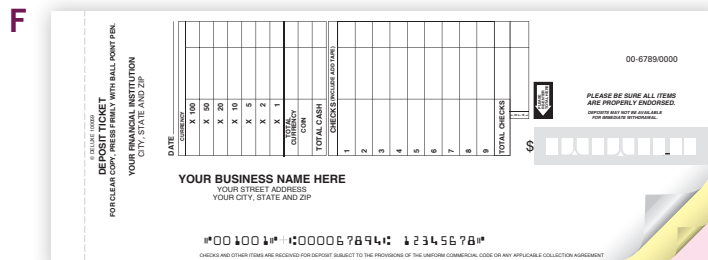 F
© DELUXE 100059
DEPOSIT TICKET
FOR CLEAR COPY, PRESS FIRMLY WITH BALL POINT PEN.
YOUR FINANCIAL INSTITUTION
CITY, STATE AND ZIP
DATE
CURRENCY
X 100
X 50
X 20
X 10
X 5
X 2
X 1
TOTAL CURRENCY
COIN
TOTAL CASH
CHECKS (INCLUDE ADD TAPE)
1
2
3
4
5
6
7
8
9
TOTAL CHECKS
00-6789/0000
PLEASE BE SURE ALL ITEMS
ARE PROPERLY ENDORSED.
DEPOSITS MAY NOT BE AVAILABLE
FOR IMMEDIATE WITHDRAWAL.
$
YOUR BUSINESS NAME HERE
YOUR STREET ADDRESS
YOUR CITY, STATE AND ZIP
⑈001001⑈ ⑆000067894⑆ 12345678⑈
CHECKS AND OTHER ITEMS ARE RECEIVED FOR DEPOSIT SUBJECT TO THE PROVISIONS OF THE UNIFORM COMMERCIAL CODE OR ANY APPLICABLE COLLECTION AGREEMENT